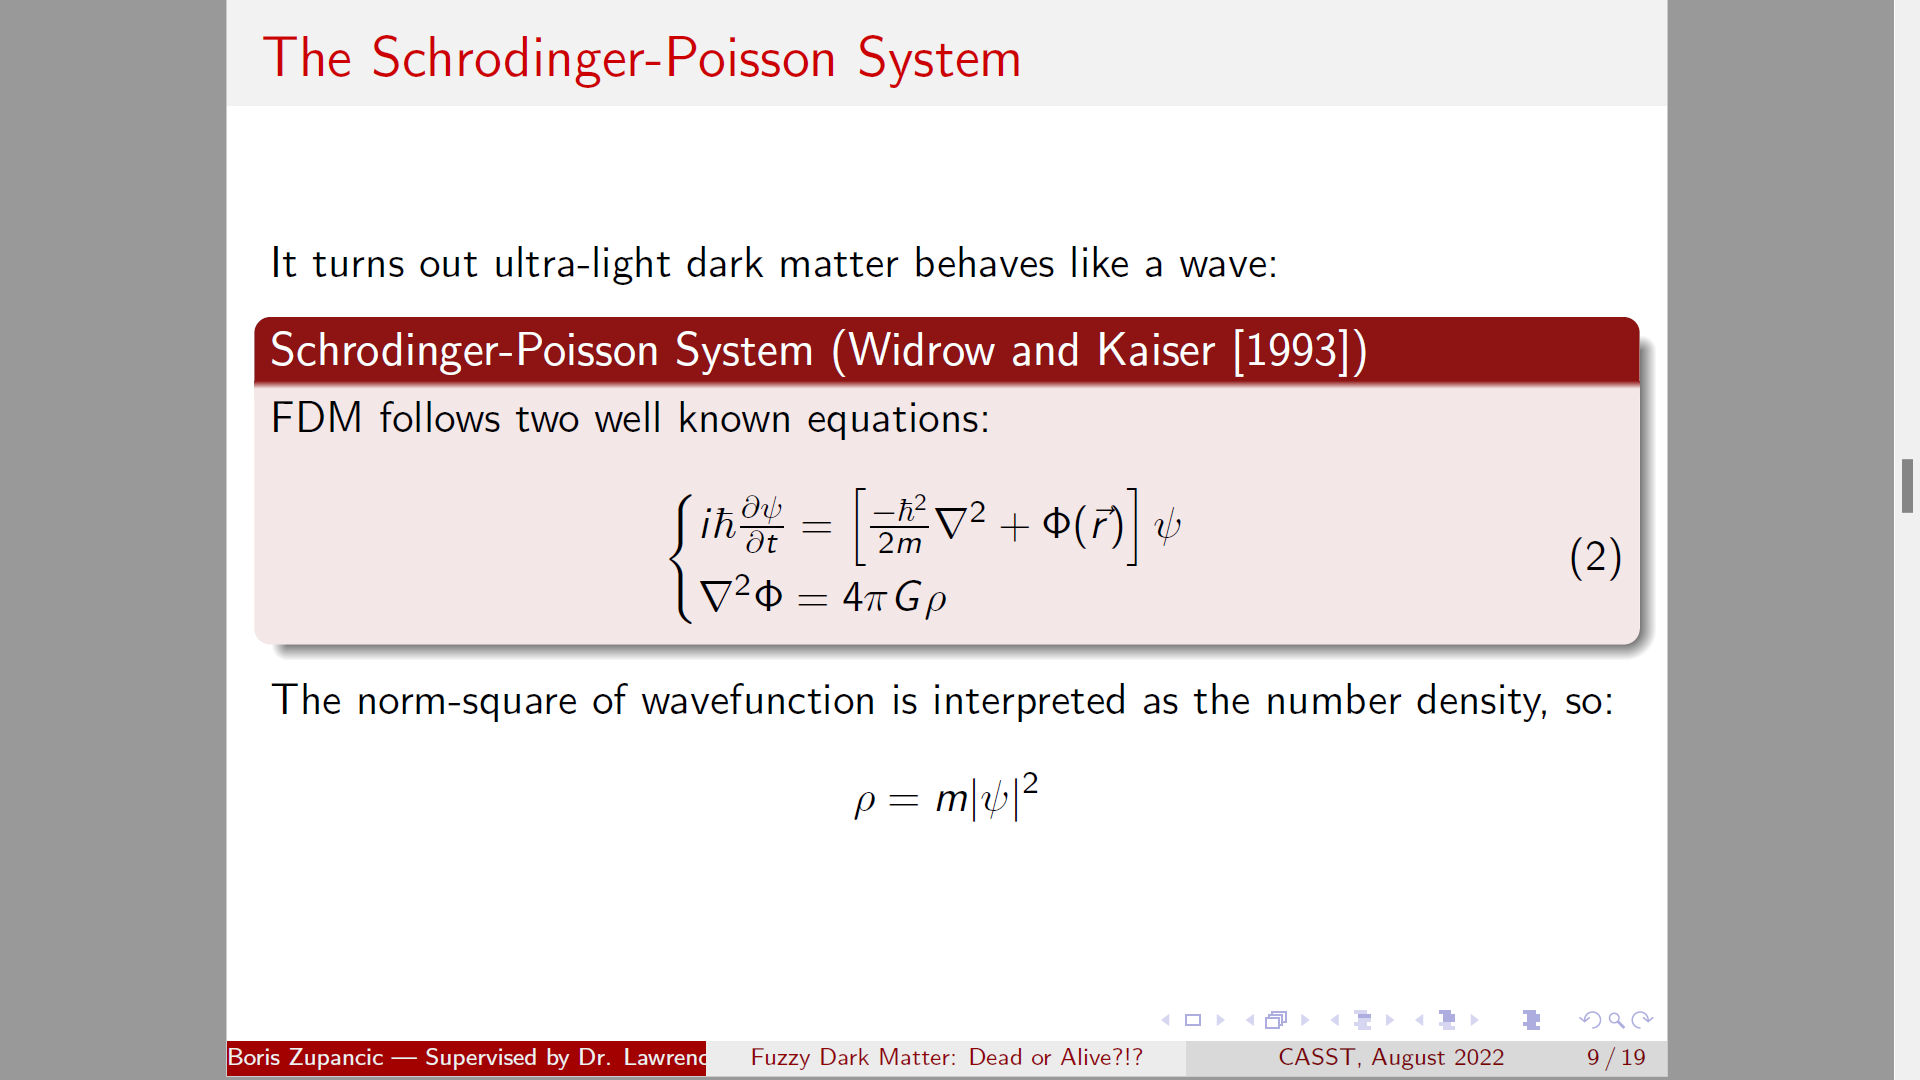 The Schrodinger-Poisson System
It turns out ultra-light dark matter behaves like a wave:
Schrodinger-Poisson System (Widrow and Kaiser [1993])
FDM follows two well known equations:
iℏ ∂ψ/∂t = [−ℏ²/2m ∇² + Φ(r⃗)] ψ
∇²Φ = 4πGρ
(2)
The norm-square of wavefunction is interpreted as the number density, so:
ρ = m|ψ|²
Boris Zupancic — Supervised by Dr. Lawrenc Fuzzy Dark Matter: Dead or Alive?!? CASST, August 2022 9 / 19